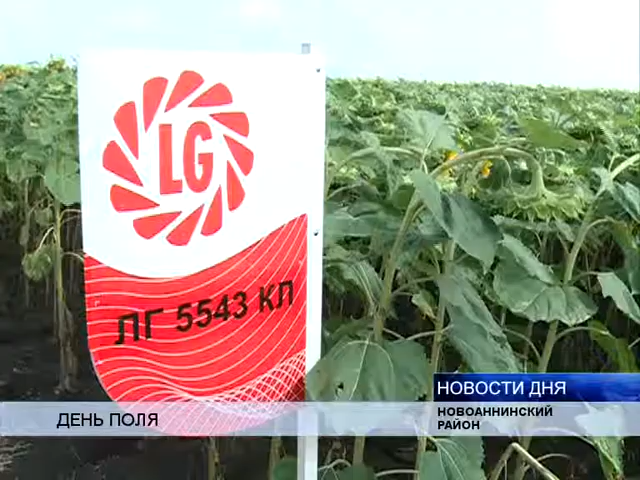 LG
ЛГ 5543 КЛ
НОВОСТИ ДНЯ
НОВОАННИНСКИЙ
РАЙОН
ДЕНЬ ПОЛЯ